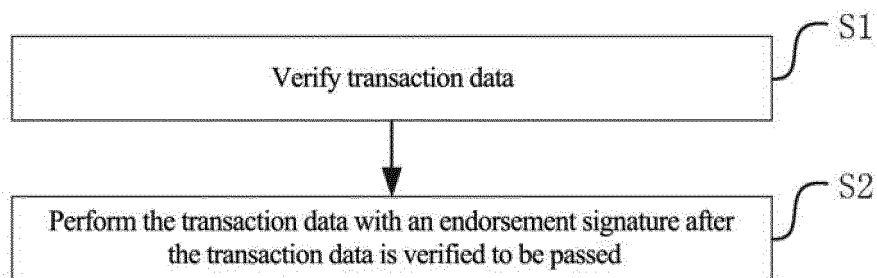 S1
Verify transaction data
S2
Perform the transaction data with an endorsement signature after
the transaction data is verified to be passed